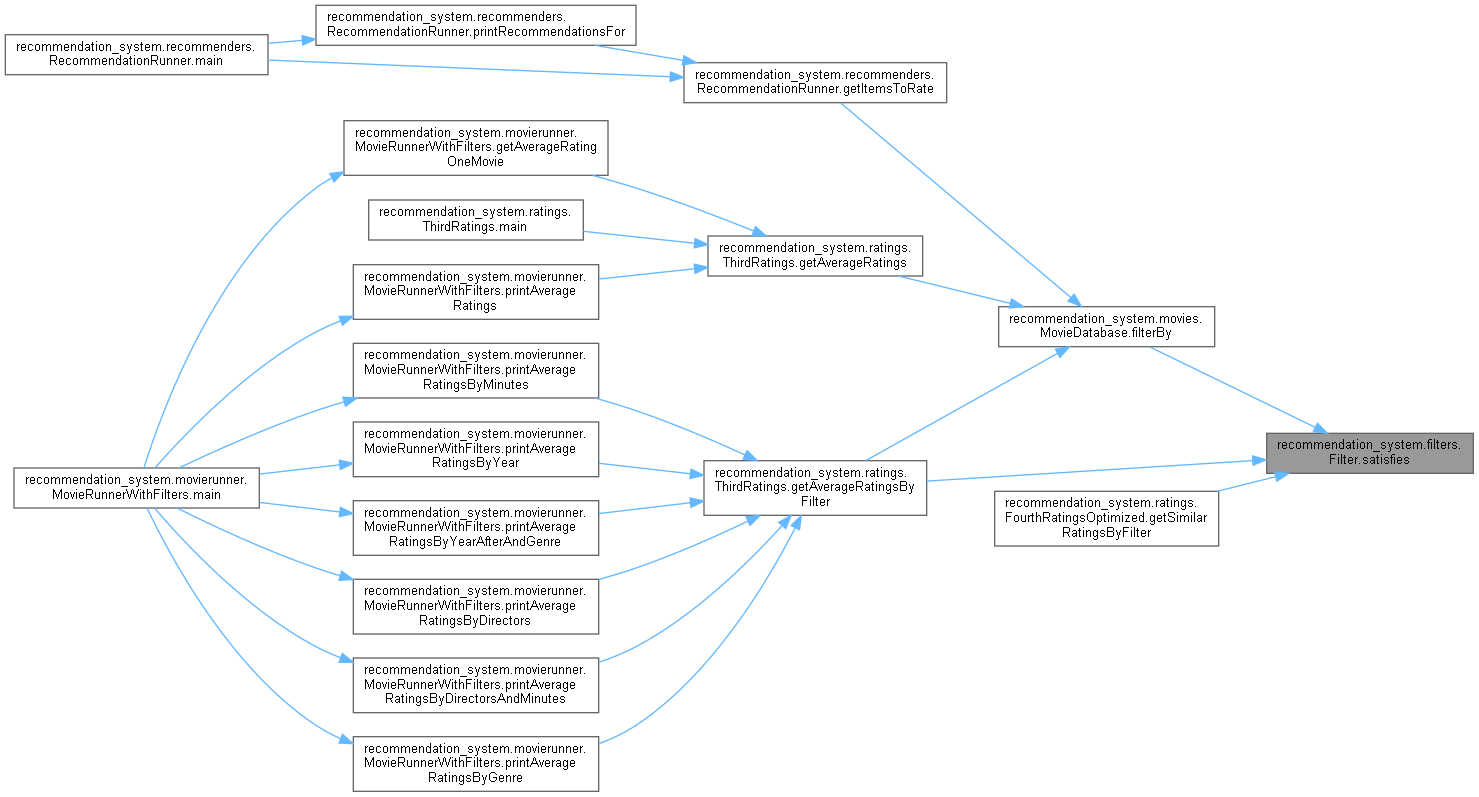 recommendation_system.recommenders.
RecommendationRunner.printRecommendationsFor
recommendation_system.recommenders.
RecommendationRunner.main
recommendation_system.recommenders.
RecommendationRunner.getItemsToRate
recommendation_system.movierunner.
MovieRunnerWithFilters.getAverageRating
OneMovie
recommendation_system.ratings.
ThirdRatings.main
recommendation_system.ratings.
ThirdRatings.getAverageRatings
recommendation_system.movierunner.
MovieRunnerWithFilters.printAverage
Ratings
recommendation_system.movies.
MovieDatabase.filterBy
recommendation_system.movierunner.
MovieRunnerWithFilters.printAverage
RatingsByMinutes
recommendation_system.movierunner.
MovieRunnerWithFilters.printAverage
RatingsByYear
recommendation_system.filters.
Filter.satisfies
recommendation_system.movierunner.
MovieRunnerWithFilters.main
recommendation_system.ratings.
ThirdRatings.getAverageRatingsBy
Filter
recommendation_system.ratings.
FourthRatingsOptimized.getSimilar
RatingsByFilter
recommendation_system.movierunner.
MovieRunnerWithFilters.printAverage
RatingsByYearAfterAndGenre
recommendation_system.movierunner.
MovieRunnerWithFilters.printAverage
RatingsByDirectors
recommendation_system.movierunner.
MovieRunnerWithFilters.printAverage
RatingsByDirectorsAndMinutes
recommendation_system.movierunner.
MovieRunnerWithFilters.printAverage
RatingsByGenre